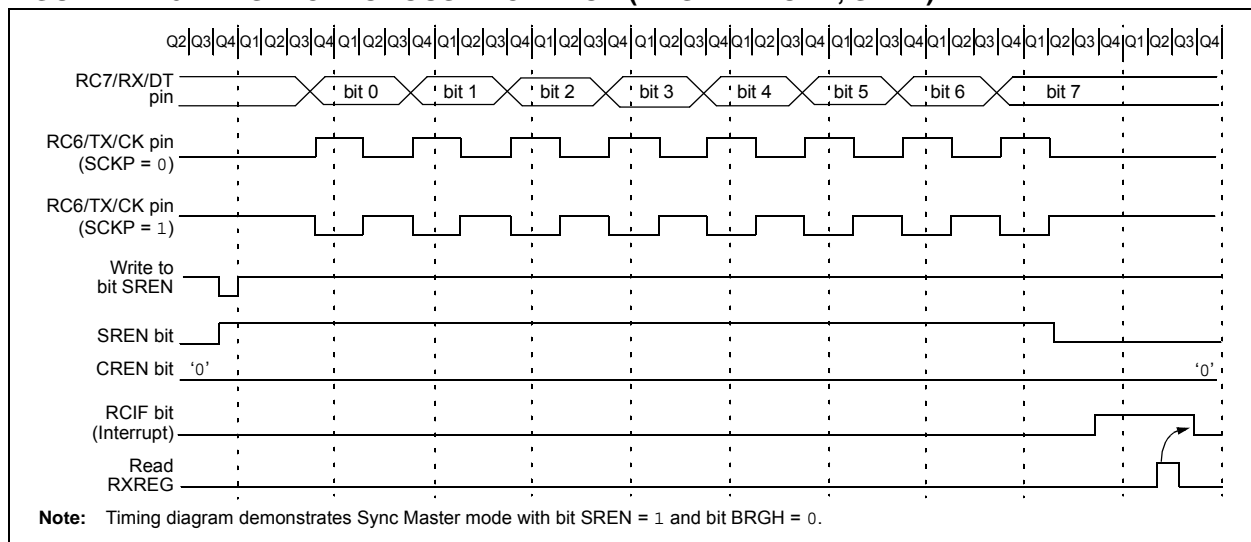 Q2 Q3 Q4 Q1 Q2 Q3 Q4 Q1 Q2 Q3 Q4 Q1 Q2 Q3 Q4 Q1 Q2 Q3 Q4 Q1 Q2 Q3 Q4 Q1 Q2 Q3 Q4 Q1 Q2 Q3 Q4 Q1 Q2 Q3 Q4 Q1 Q2 Q3 Q4 Q1 Q2 Q3 Q4
RC7/RX/DT
pin
bit 0 bit 1 bit 2 bit 3 bit 4 bit 5 bit 6 bit 7
RC6/TX/CK pin
(SCKP = 0)
RC6/TX/CK pin
(SCKP = 1)
Write to
bit SREN
SREN bit
CREN bit '0' '0'
RCIF bit
(Interrupt)
Read
RXREG
Note: Timing diagram demonstrates Sync Master mode with bit SREN = 1 and bit BRGH = 0.